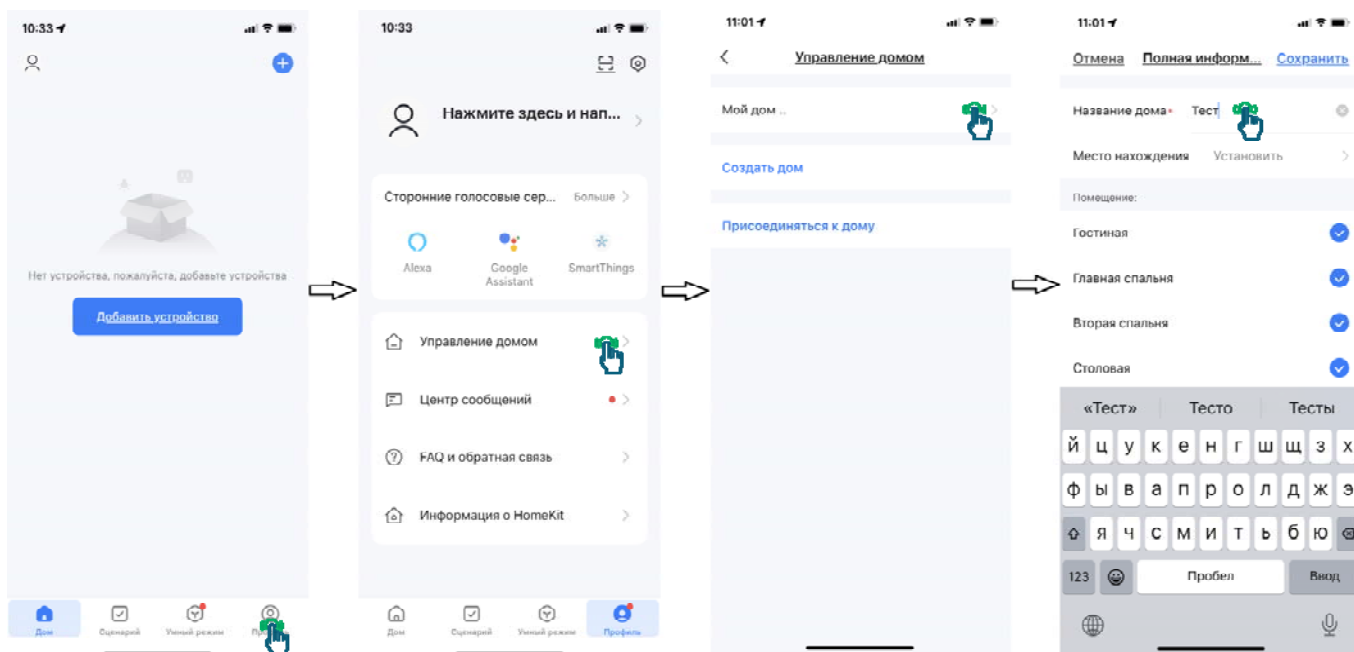 10:33
Нет устройства, пожалуйста, добавьте устройства
Добавить устройство
Дом
Сценарий
Умный режим
10:33
Нажмите здесь и нап...
Сторонние голосовые сер...
Больше
Alexa
Google
Assistant
SmartThings
Управление домом
Центр сообщений
FAQ и обратная связь
Информация о HomeKit
Дом
Сценарий
Умный режим
Профиль
11:01
Управление домом
Мой дом ..
Создать дом
Присоединяться к дому
11:01
Отмена Полная информ... Сохранить
Название дома* Тест
Место нахождения Установить
Помещение:
Гостиная
Главная спальня
Вторая спальня
Столовая
«Тест» Тесто Тесты
й ц у к е н г ш щ з х
ф ы в а п р о л д ж э
я ч с м и т ь б ю
123 Пробел Ввод